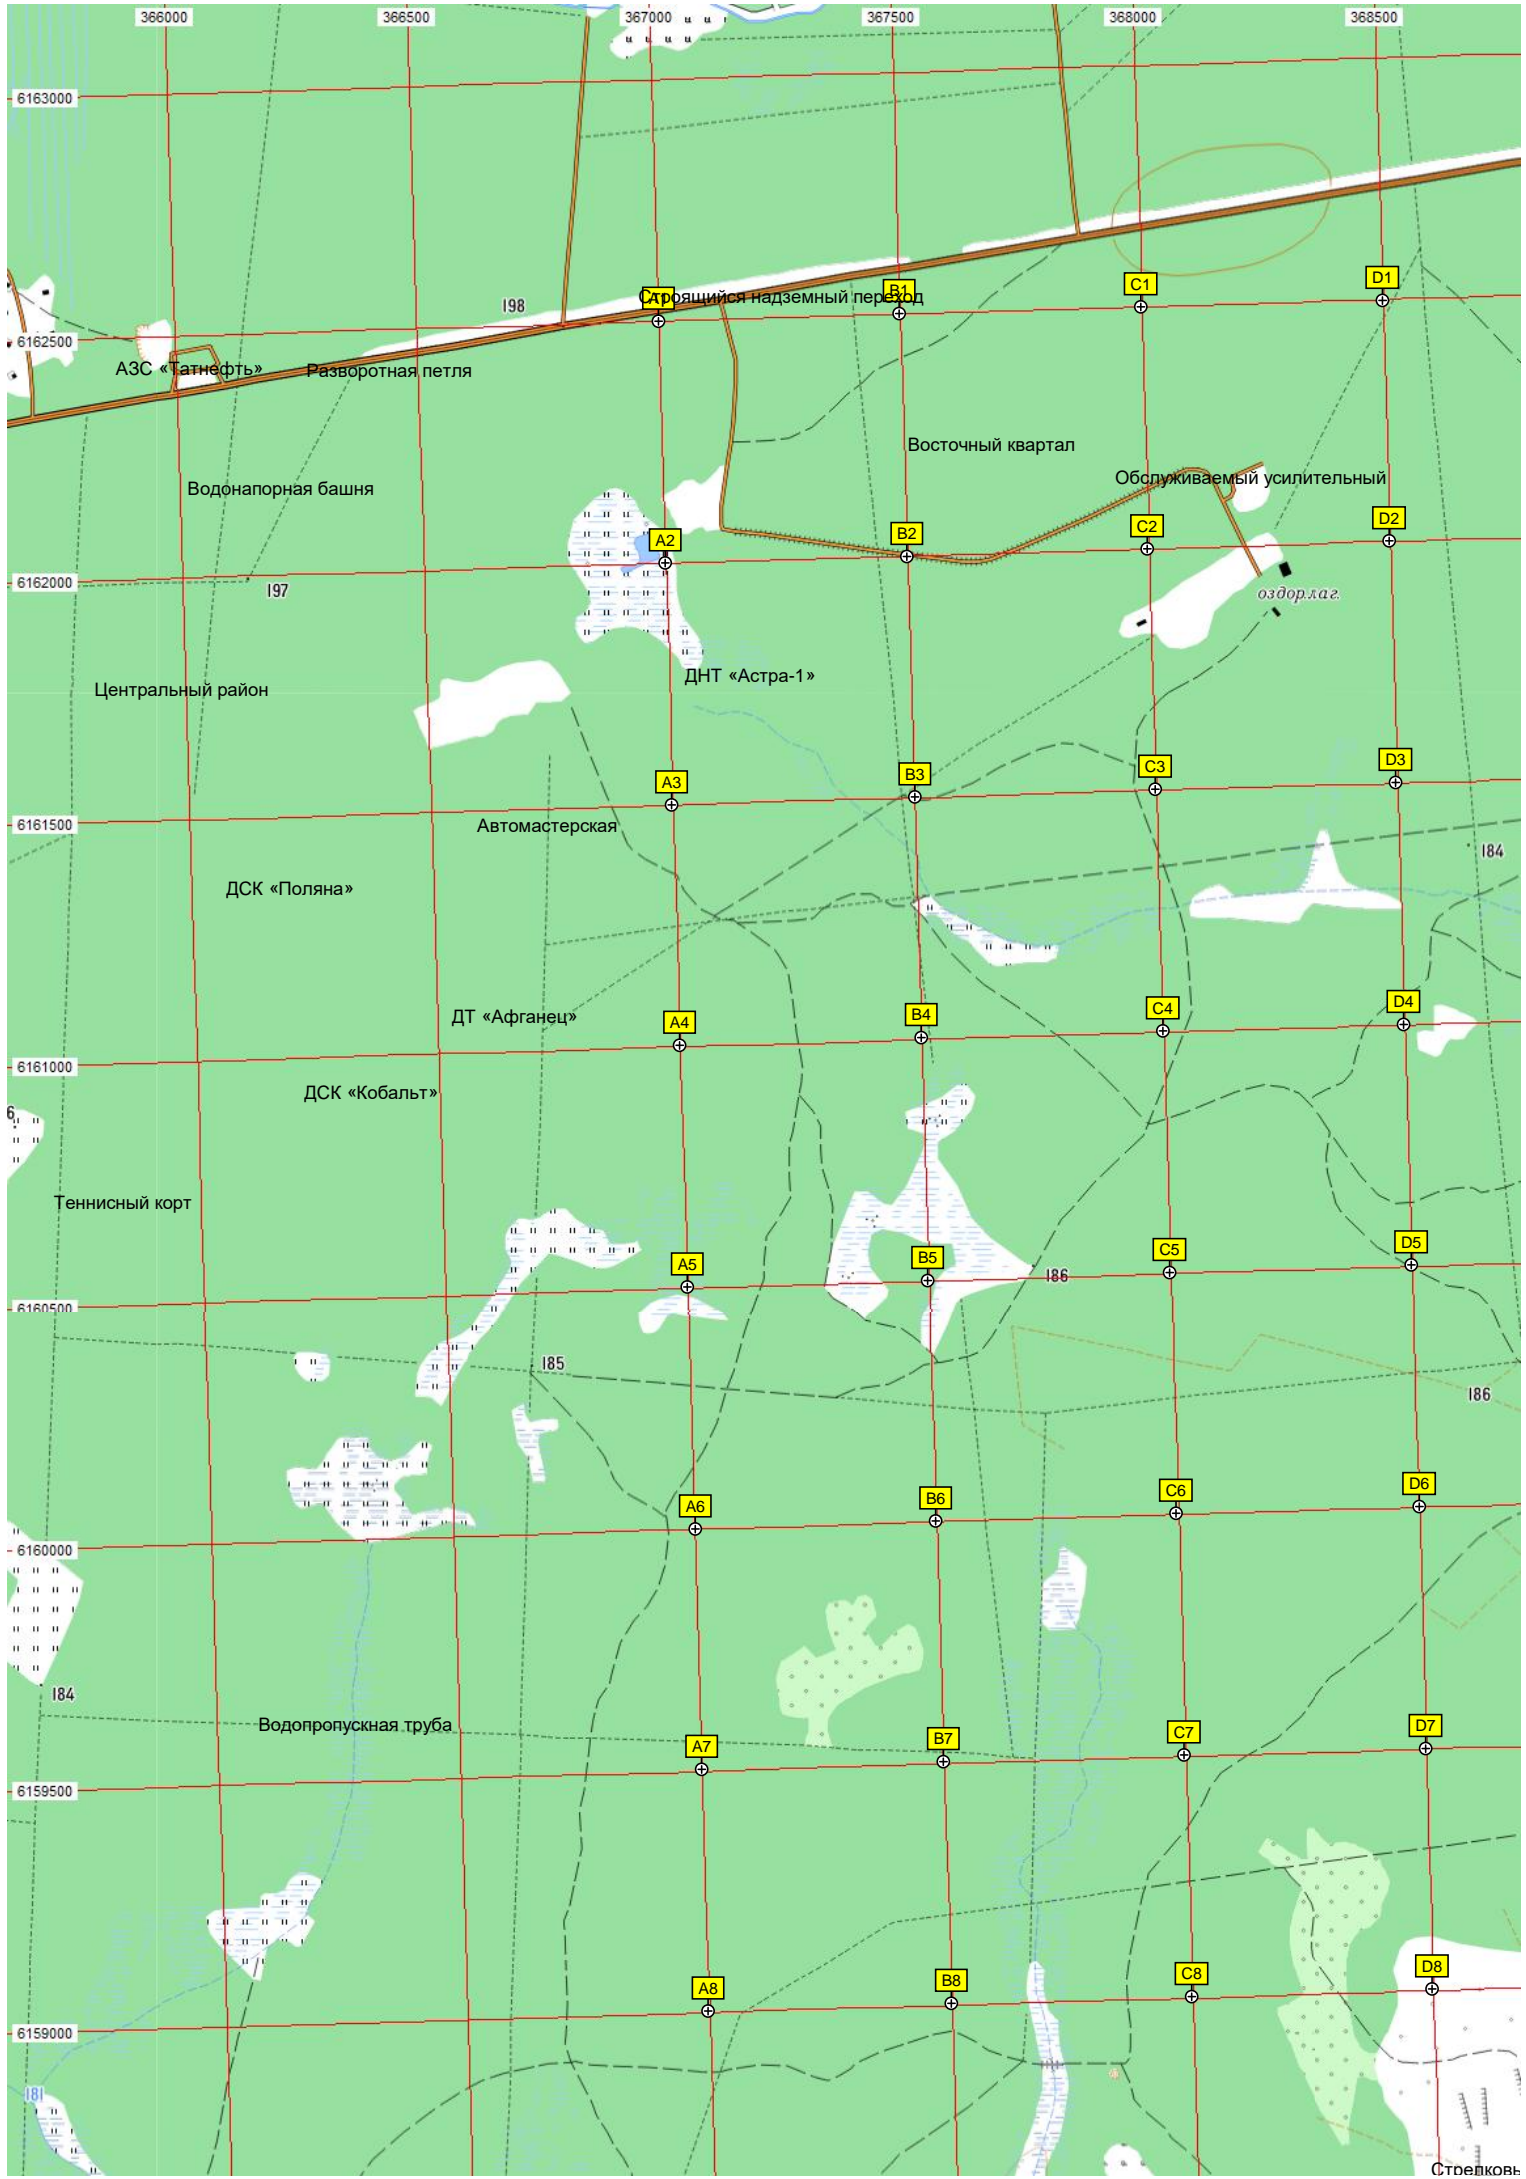 366000 366500 367000 367500 368000 368500
6163000
D1
C1
B1
A1
Строящийся надземный переход
198
6162500
АЗС «Татнефть»
Разворотная петля
Восточный квартал
Обслуживаемый усилительный
Водонапорная башня
A2 B2 C2 D2
6162000
197
оздор.лаг.
ДНТ «Астра-1»
Центральный район
A3 B3 C3 D3
6161500
Автомастерская
184
ДСК «Поляна»
ДТ «Афганец»
A4 B4 C4 D4
6161000
ДСК «Кобальт»
6
Теннисный корт
A5 B5 C5 D5
186
6160500
185
186
A6 B6 C6 D6
6160000
184
Водопропускная труба
A7 B7 C7 D7
6159500
A8 B8 C8 D8
6159000
181